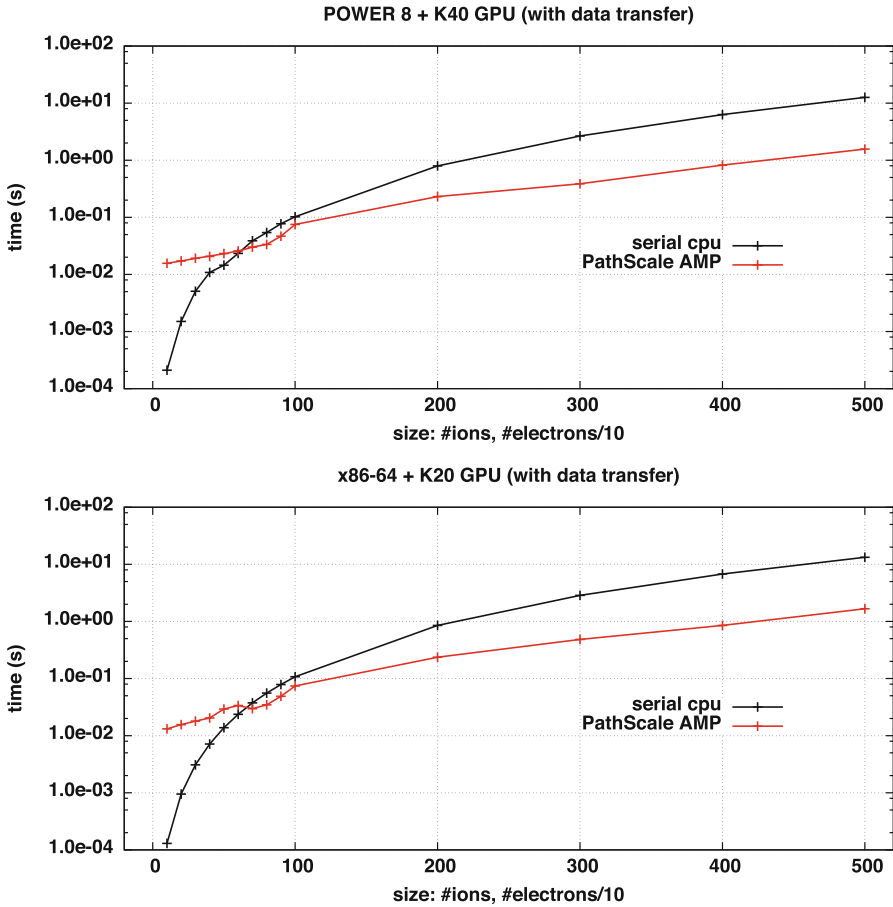 POWER 8 + K40 GPU (with data transfer)
1.0e+02
1.0e+01
1.0e+00
1.0e-01
1.0e-02
1.0e-03
1.0e-04
time (s)
serial cpu
PathScale AMP
0 100 200 300 400 500
size: #ions, #electrons/10
x86-64 + K20 GPU (with data transfer)
1.0e+02
1.0e+01
1.0e+00
1.0e-01
1.0e-02
1.0e-03
1.0e-04
time (s)
serial cpu
PathScale AMP
0 100 200 300 400 500
size: #ions, #electrons/10